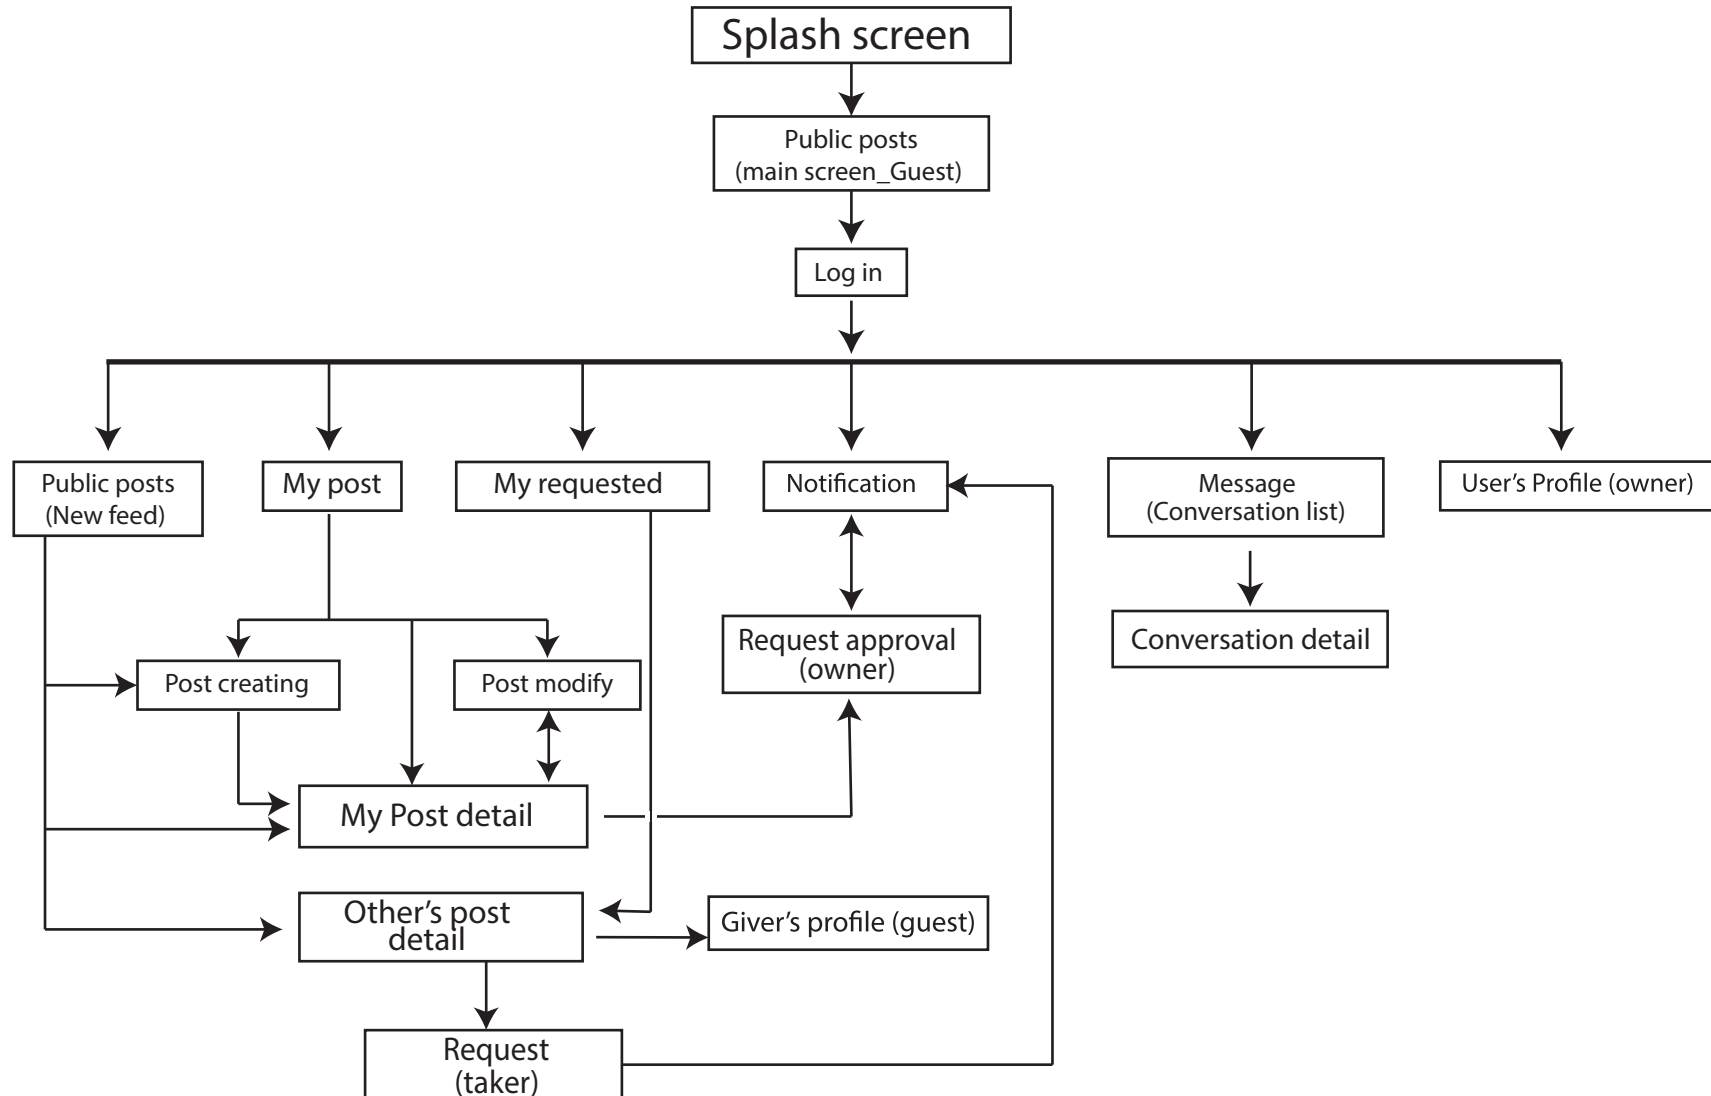 Splash screen
Public posts
(main screen_Guest)
Log in
Public posts
(New feed)
My post
My requested
Notification
Message
(Conversation list)
User's Profile (owner)
Post creating
Post modify
Request approval
(owner)
Conversation detail
My Post detail
Other's post
detail
Giver's profile (guest)
Request
(taker)